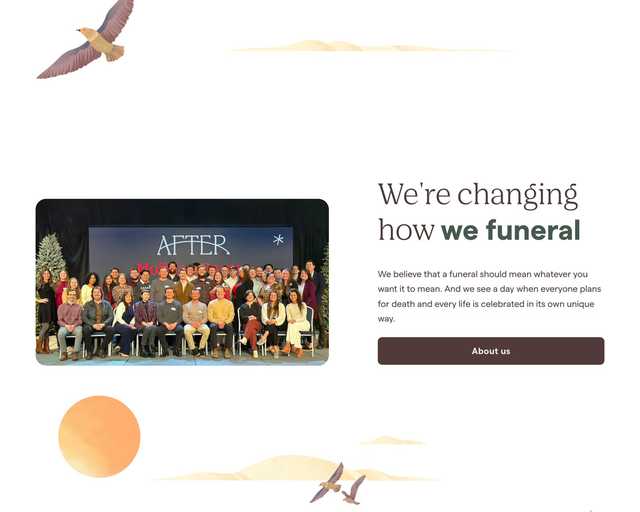 We're changing
how we funeral
AFTER
We believe that a funeral should mean whatever you
want it to mean. And we see a day when everyone plans
for death and every life is celebrated in its own unique
way.
About us